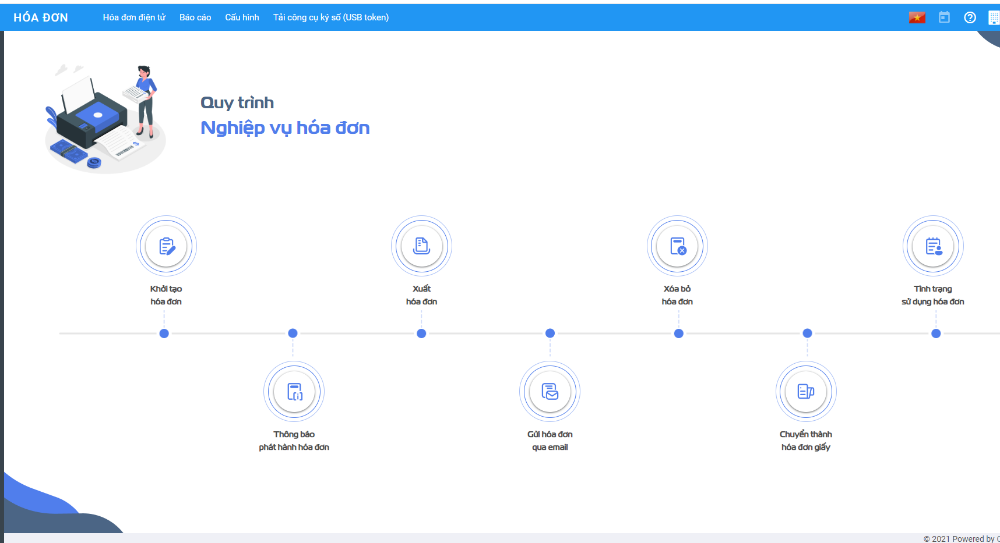 HÓA ĐƠN
Hóa đơn điện tử
Báo cáo
Cấu hình
Tải công cụ ký số (USB token)
Quy trình
Nghiệp vụ hóa đơn
Khởi tạo
hóa đơn
Xuất
hóa đơn
Xóa bỏ
hóa đơn
Tình trạng
sử dụng hóa đơn
Thông báo
phát hành hóa đơn
Gửi hóa đơn
qua email
Chuyển thành
hóa đơn giấy
© 2021 Powered by